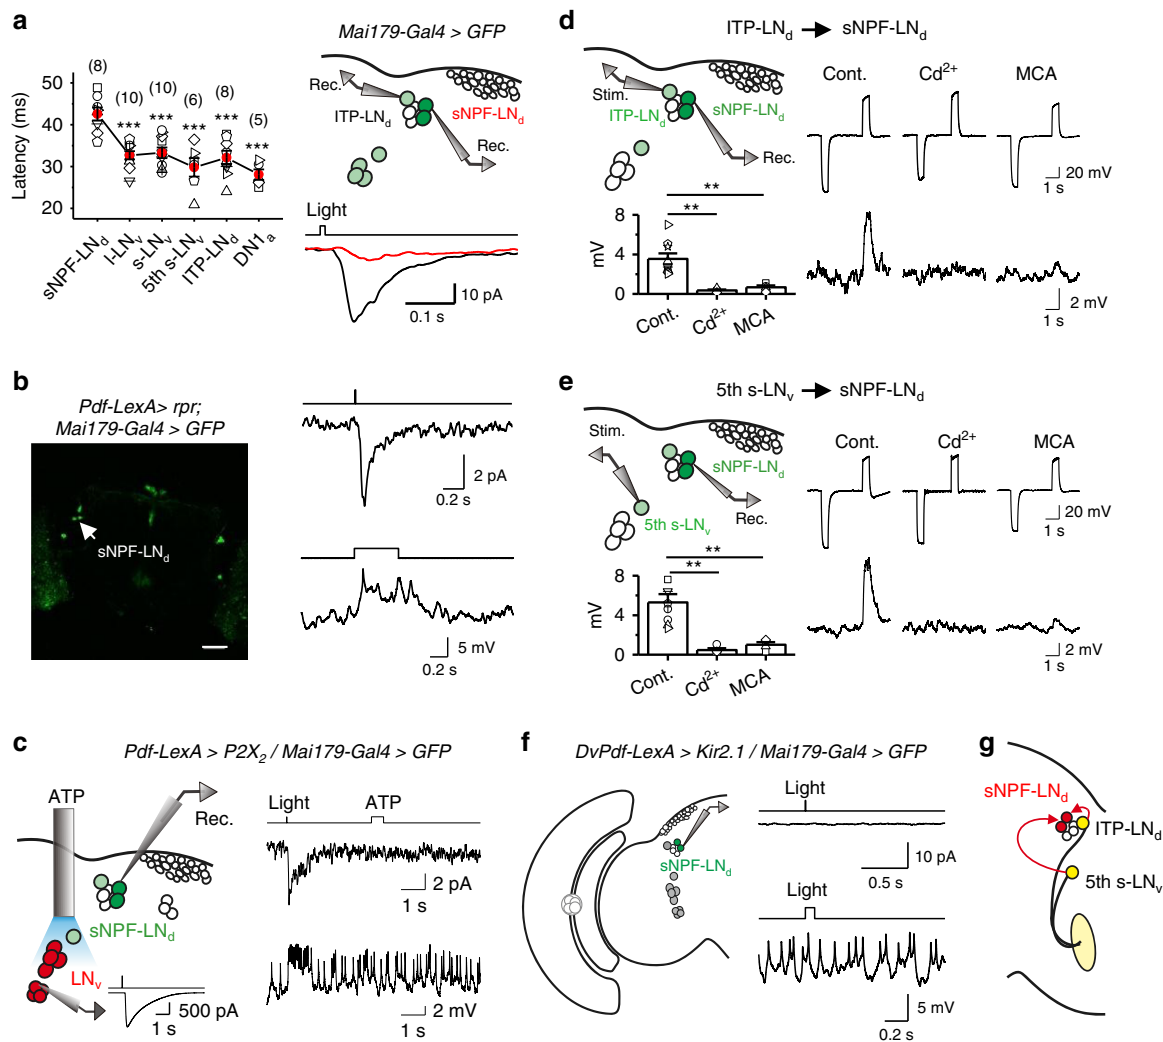 a
Mai179-Gal4 > GFP
Latency (ms)
50
40
30
20
(8)
(10)
(10)
(6)
(8)
(5)
***
***
***
***
***
sNPF-LNd
l-LNv
s-LNv
5th s-LNv
ITP-LNd
DN1a
Rec.
ITP-LNd
sNPF-LNd
Rec.
Light
10 pA
0.1 s
b
Pdf-LexA> rpr;
Mai179-Gal4 > GFP
sNPF-LNd
2 pA
0.2 s
5 mV
0.2 s
c
Pdf-LexA > P2X2 / Mai179-Gal4 > GFP
ATP
Rec.
sNPF-LNd
LNv
500 pA
1 s
Light
ATP
2 pA
1 s
2 mV
1 s
d
ITP-LNd → sNPF-LNd
Stim.
ITP-LNd
sNPF-LNd
Rec.
**
**
mV
8
4
0
Cont.
Cd2+
MCA
Cont.
Cd2+
MCA
20 mV
1 s
2 mV
1 s
e
5th s-LNv → sNPF-LNd
Stim.
sNPF-LNd
Rec.
5th s-LNv
**
**
mV
8
4
0
Cont.
Cd2+
MCA
Cont.
Cd2+
MCA
20 mV
1 s
2 mV
1 s
f
DvPdf-LexA > Kir2.1 / Mai179-Gal4 > GFP
sNPF-LNd
Light
10 pA
0.5 s
Light
5 mV
0.2 s
g
sNPF-LNd
ITP-LNd
5th s-LNv